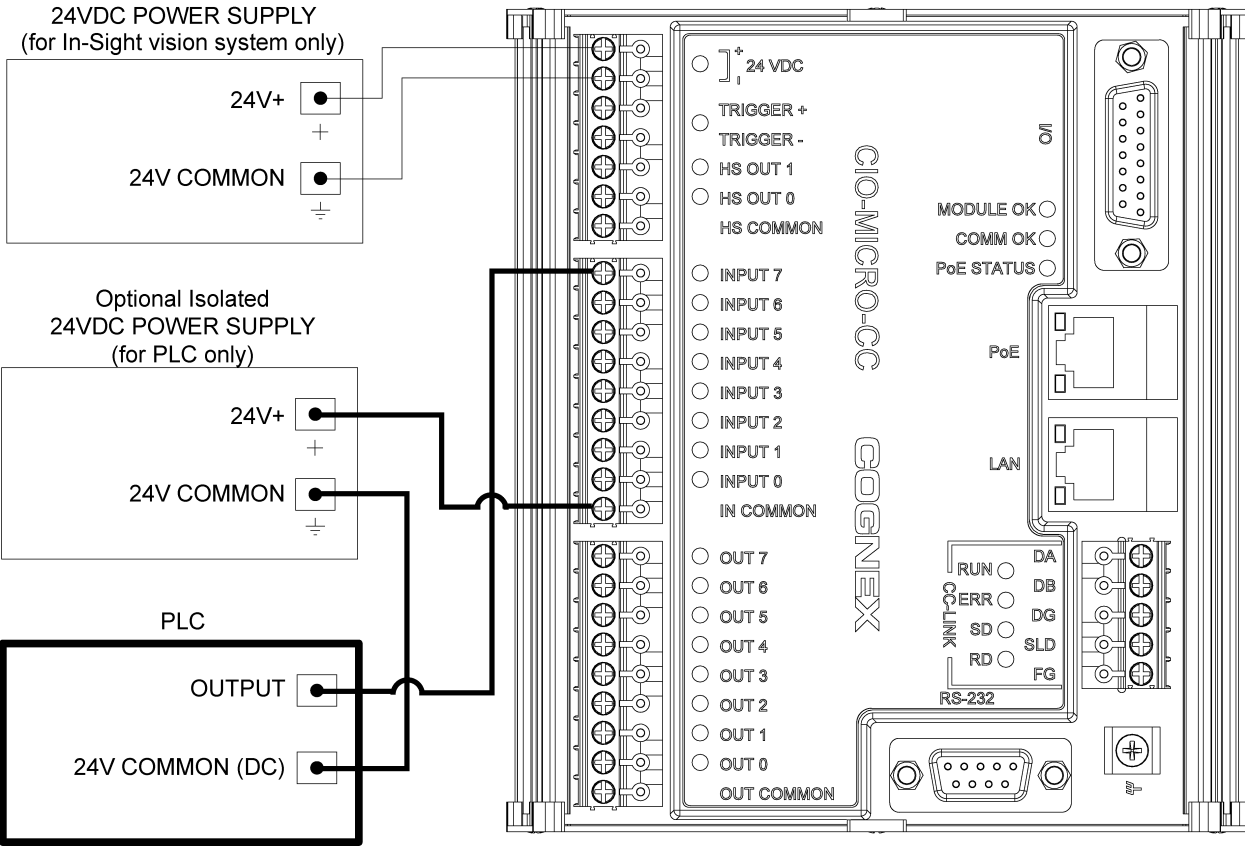 24VDC POWER SUPPLY
(for In-Sight vision system only)
24V+
+
24V COMMON
Optional Isolated
24VDC POWER SUPPLY
(for PLC only)
24V+
+
24V COMMON
PLC
OUTPUT
24V COMMON (DC)
+
24 VDC
-
TRIGGER +
TRIGGER -
HS OUT 1
HS OUT 0
HS COMMON
INPUT 7
INPUT 6
INPUT 5
INPUT 4
INPUT 3
INPUT 2
INPUT 1
INPUT 0
IN COMMON
OUT 7
OUT 6
OUT 5
OUT 4
OUT 3
OUT 2
OUT 1
OUT 0
OUT COMMON
CIO-MICRO-CC
COGNEX
I/O
MODULE OK
COMM OK
PoE STATUS
PoE
LAN
CC-LINK
RUN
ERR
SD
RD
DA
DB
DG
SLD
FG
RS-232